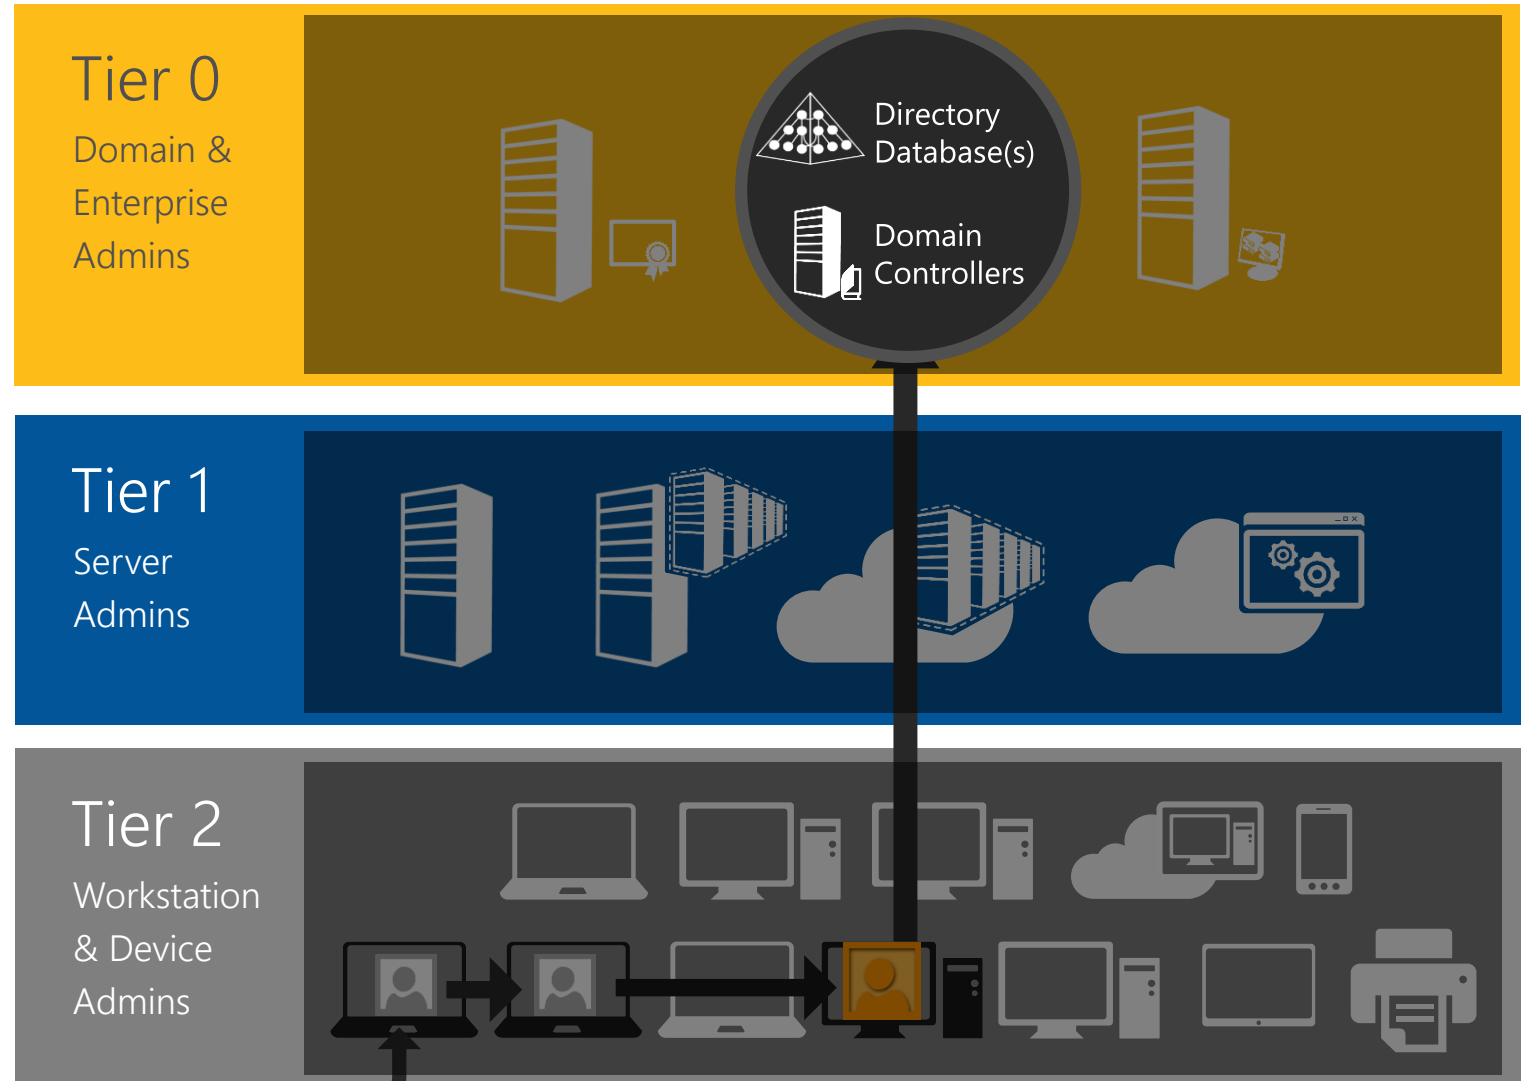 Tier 0
Domain &
Enterprise
Admins
Directory
Database(s)
Domain
Controllers
Tier 1
Server
Admins
Tier 2
Workstation
& Device
Admins